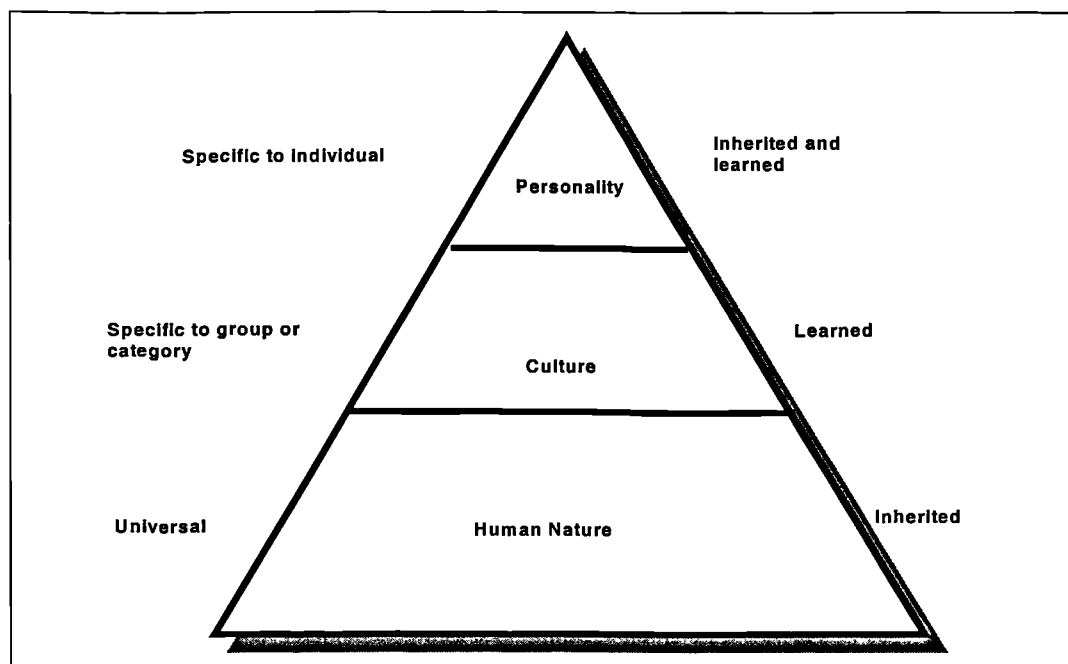 Specific to individual
Inherited and
learned
Personality
Specific to group or
category
Learned
Culture
Universal
Human Nature
Inherited